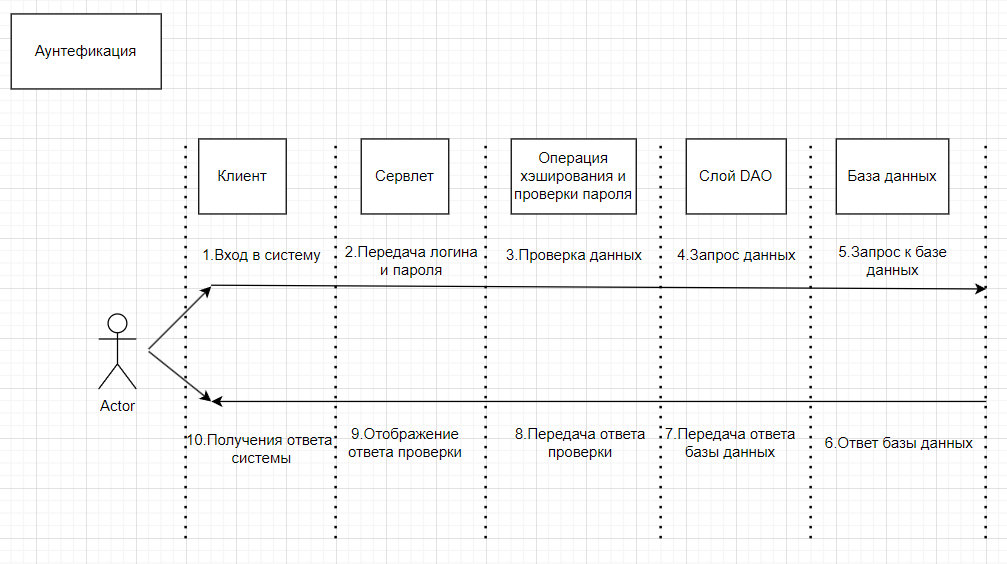 Аунтефикация
Клиент
Сервлет
Операция
хэширования и
проверки пароля
Слой DAO
База данных
1.Вход в систему
2.Передача логина
и пароля
3.Проверка данных
4.Запрос данных
5.Запрос к базе
данных
Actor
10.Получения ответа
системы
9.Отображение
ответа проверки
8.Передача ответа
проверки
7.Передача ответа
базы данных
6.Ответ базы данных